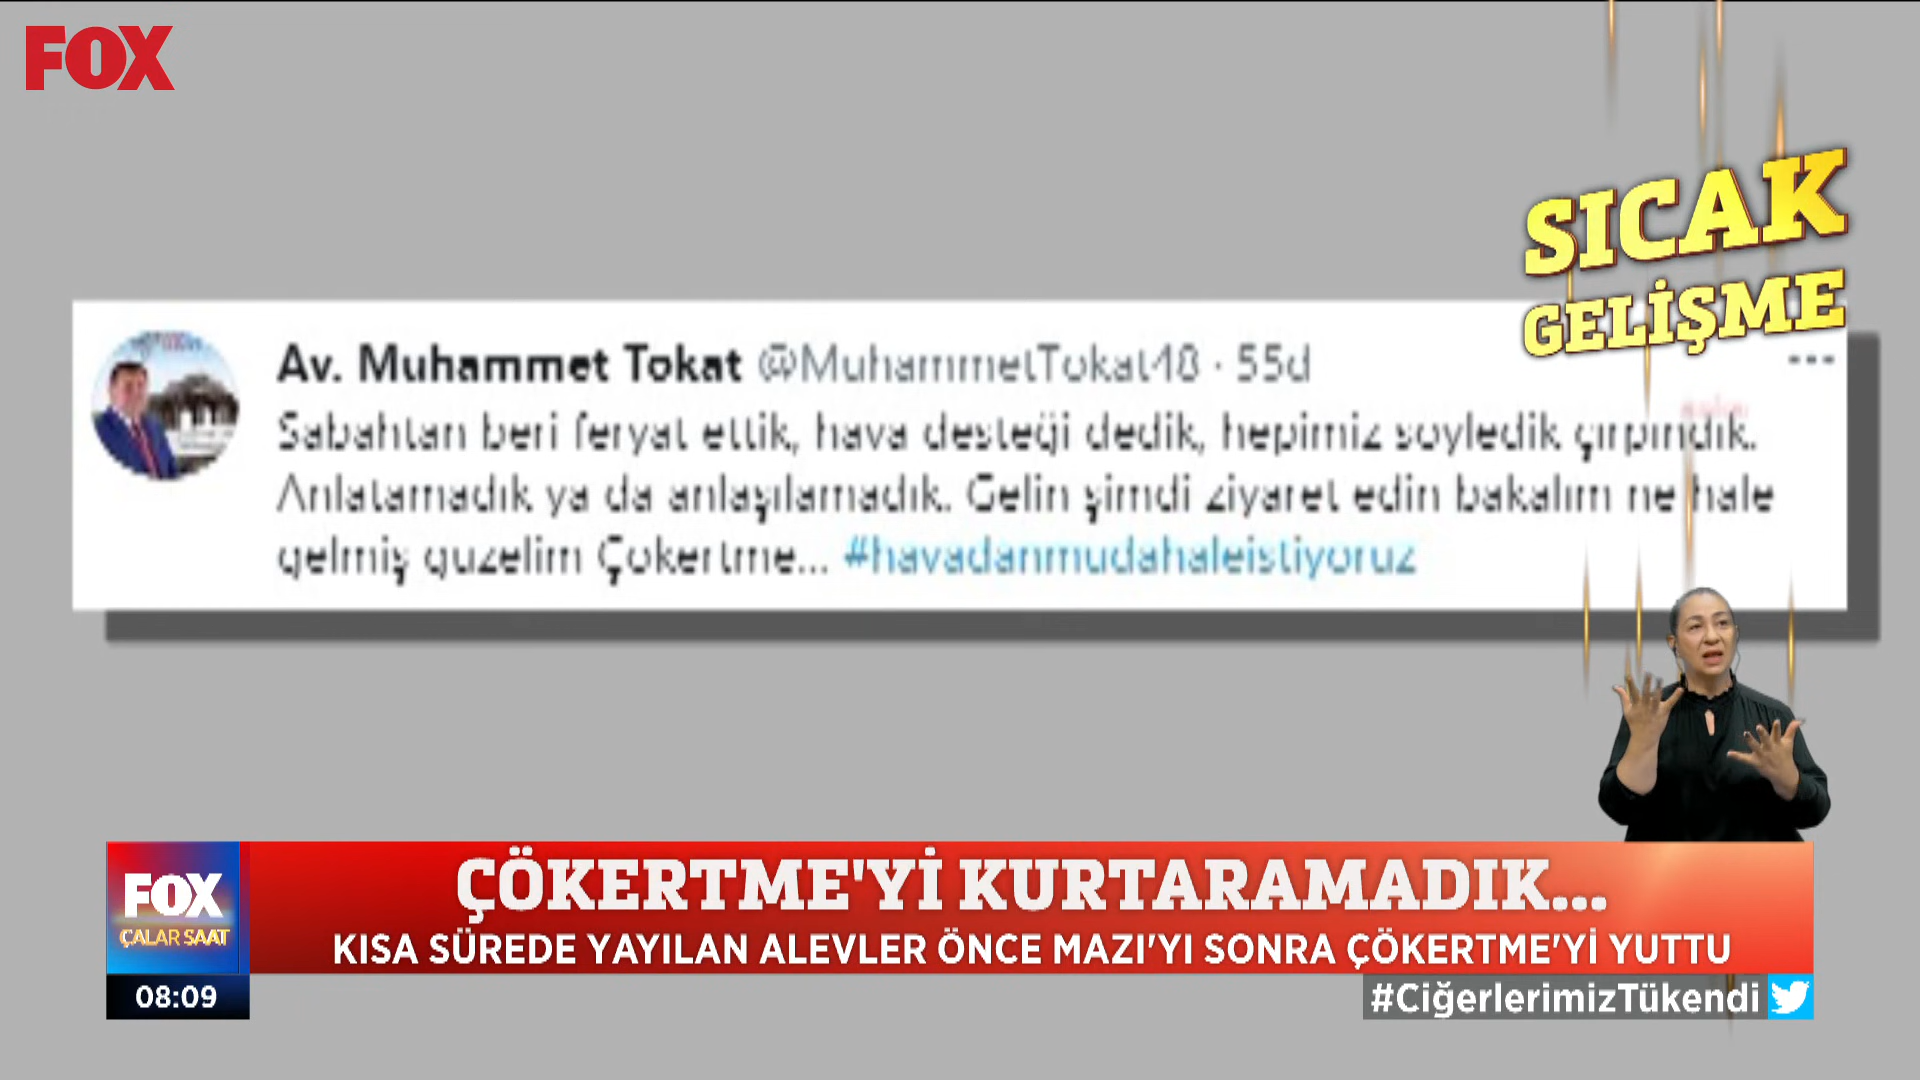 FOX
SICAK
GELİŞME
Av. Muhammet Tokat @MuhammetTokat48 · 55d
Sabahtan beri feryat ettik, hava desteği dedik, hepimiz söyledik çırpındık.
Anlatamadık ya da anlaşılamadık. Gelin şimdi ziyaret edin bakalım ne hale
gelmiş güzelim Çökertme... #havadanmüdahaleistiyoruz
FOX
ÇALAR SAAT
08:09
ÇÖKERTME'Yİ KURTARAMADIK...
KISA SÜREDE YAYILAN ALEVLER ÖNCE MAZI'YI SONRA ÇÖKERTME'Yİ YUTTU
#CiğerlerimizTükendi